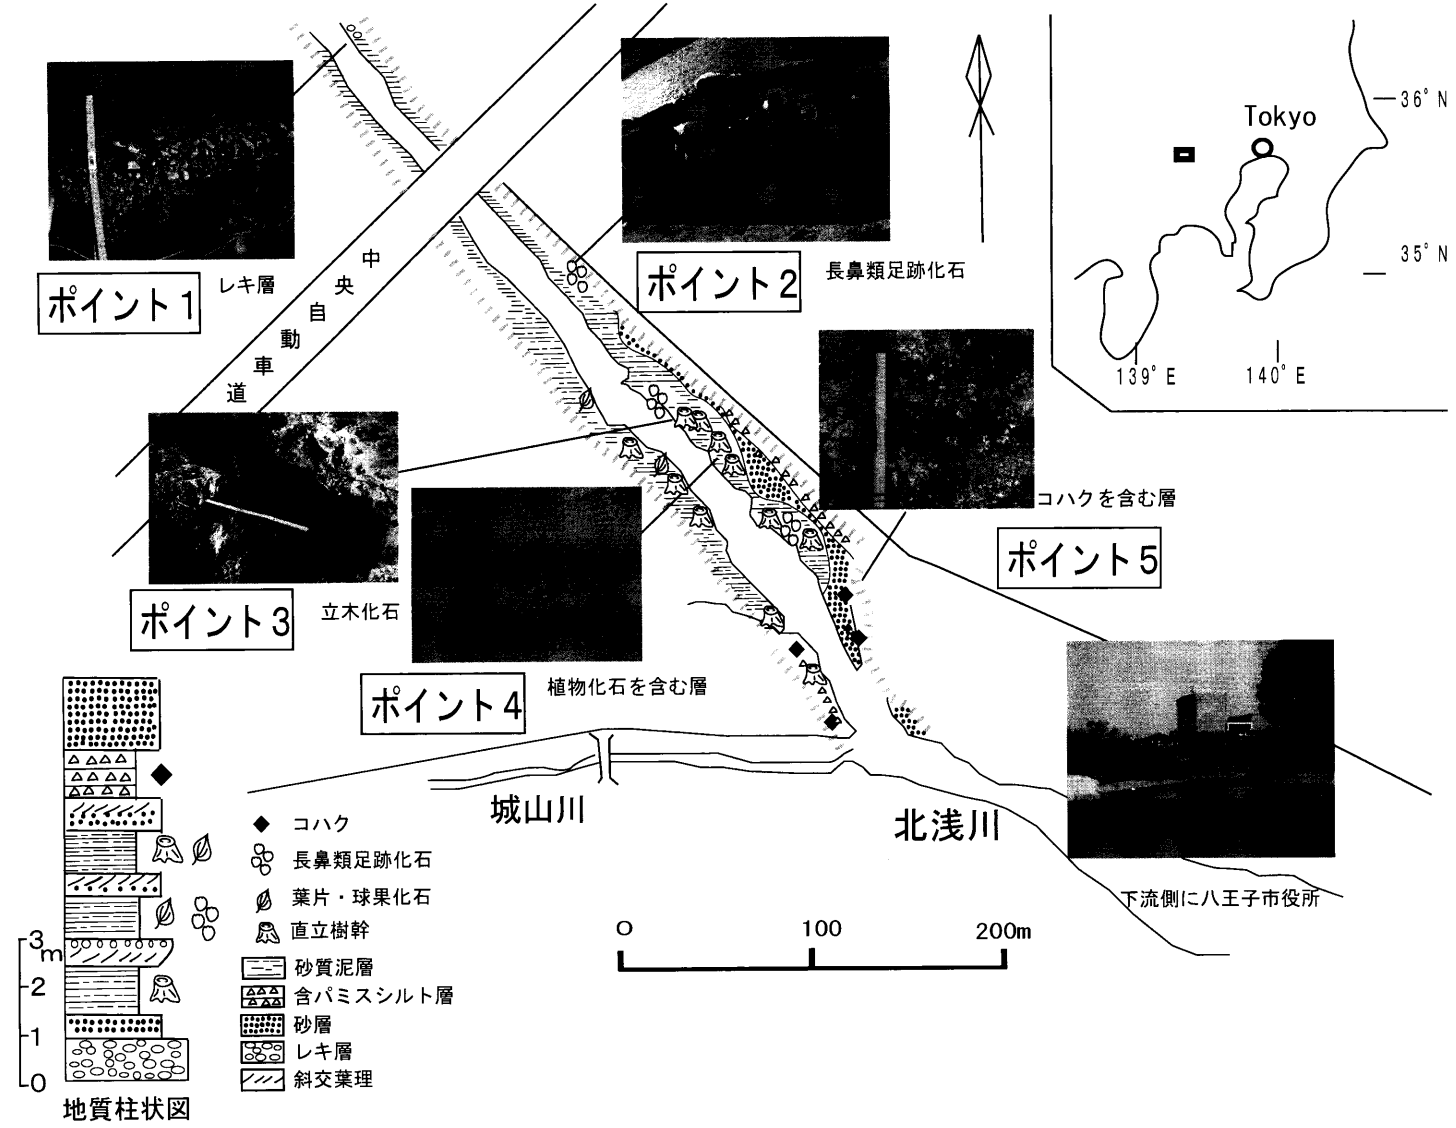 Tokyo
36°N
35°N
139°E
140°E
ポイント1
レキ層
中央自動車道
ポイント2
長鼻類足跡化石
ポイント3
立木化石
ポイント4
植物化石を含む層
ポイント5
コハクを含む層
城山川
北浅川
下流側に八王子市役所
コハク
長鼻類足跡化石
葉片・球果化石
直立樹幹
砂質泥層
含パミスシルト層
砂層
レキ層
斜交葉理
0 100 200m
3
m
2
1
0
地質柱状図